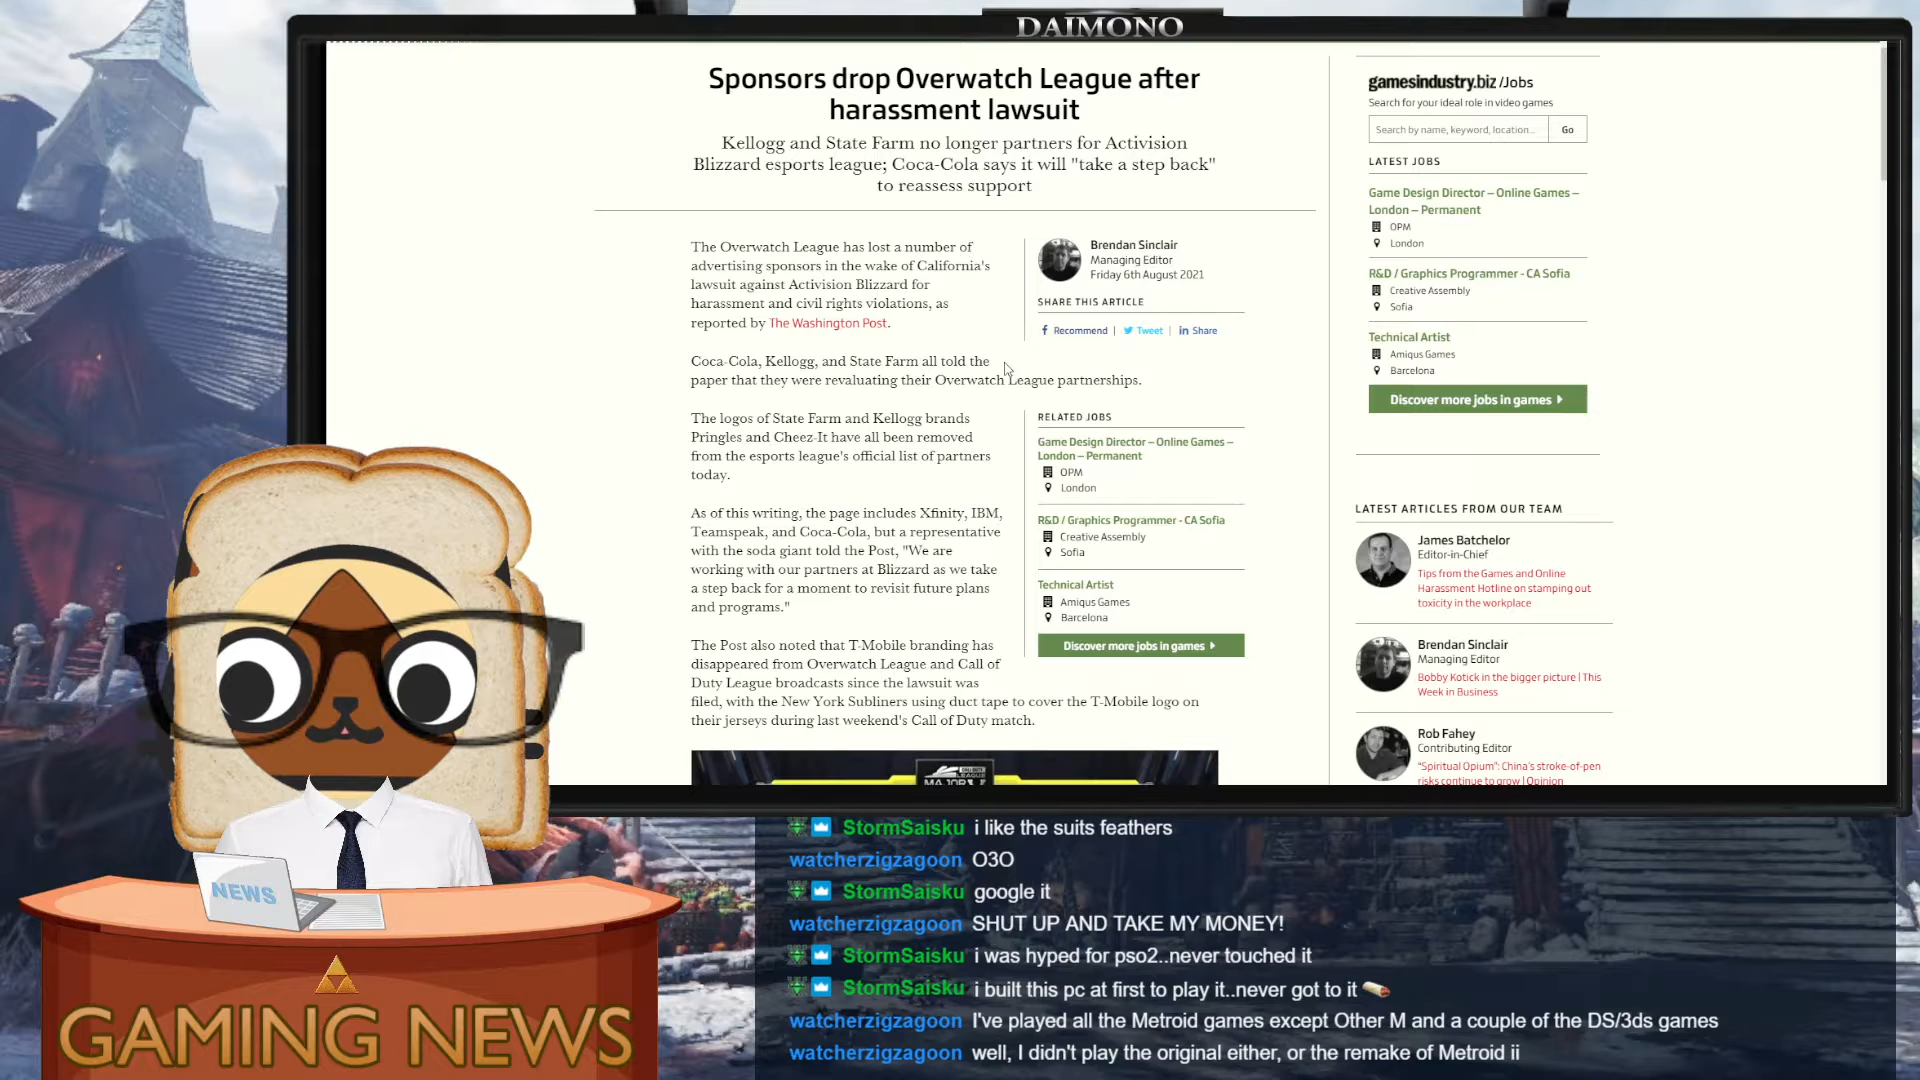 DAIMONO
Sponsors drop Overwatch League after
harassment lawsuit
Kellogg and State Farm no longer partners for Activision
Blizzard esports league; Coca-Cola says it will "take a step back"
to reassess support
The Overwatch League has lost a number of
advertising sponsors in the wake of California's
lawsuit against Activision Blizzard for
harassment and civil rights violations, as
reported by The Washington Post.
Coca-Cola, Kellogg, and State Farm all told the
paper that they were revaluating their Overwatch League partnerships.
The logos of State Farm and Kellogg brands
Pringles and Cheez-It have all been removed
from the esports league's official list of partners
today.
As of this writing, the page includes Xfinity, IBM,
Teamspeak, and Coca-Cola, but a representative
with the soda giant told the Post, "We are
working with our partners at Blizzard as we take
a step back for a moment to revisit future plans
and programs."
The Post also noted that T-Mobile branding has
disappeared from Overwatch League and Call of
Duty League broadcasts since the lawsuit was
filed, with the New York Subliners using duct tape to cover the T-Mobile logo on
their jerseys during last weekend's Call of Duty match.
Brendan Sinclair
Managing Editor
Friday 6th August 2021
SHARE THIS ARTICLE
Recommend | Tweet | in Share
RELATED JOBS
Game Design Director – Online Games –
London – Permanent
OPM
London
R&D / Graphics Programmer - CA Sofia
Creative Assembly
Sofia
Technical Artist
Amiqus Games
Barcelona
Discover more jobs in games
gamesindustry.biz /Jobs
Search for your ideal role in video games
Search by name, keyword, location...
Go
LATEST JOBS
Game Design Director – Online Games –
London – Permanent
OPM
London
R&D / Graphics Programmer - CA Sofia
Creative Assembly
Sofia
Technical Artist
Amiqus Games
Barcelona
Discover more jobs in games
LATEST ARTICLES FROM OUR TEAM
James Batchelor
Editor-in-Chief
Tips from the Games and Online
Harassment Hotline on stamping out
toxicity in the workplace
Brendan Sinclair
Managing Editor
Bobby Kotick in the bigger picture | This
Week in Business
Rob Fahey
Contributing Editor
"Spiritual Opium": China's stroke-of-pen
risks continue to grow | Opinion
StormSaisku i like the suits feathers
watcherzigzagoon O3O
StormSaisku google it
watcherzigzagoon SHUT UP AND TAKE MY MONEY!
StormSaisku i was hyped for pso2..never touched it
StormSaisku i built this pc at first to play it..never got to it
watcherzigzagoon I've played all the Metroid games except Other M and a couple of the DS/3ds games
watcherzigzagoon well, I didn't play the original either, or the remake of Metroid ii
NEWS
GAMING NEWS